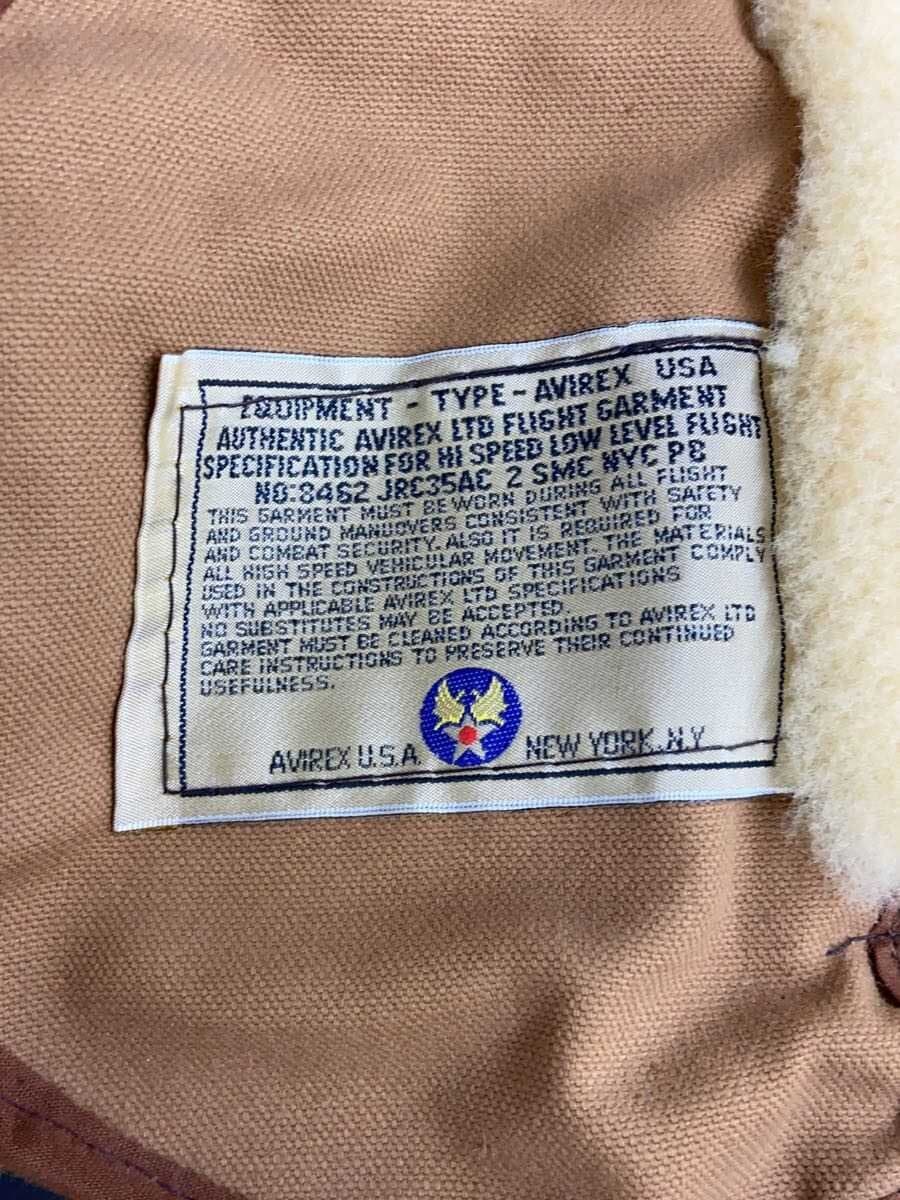 EQUIPMENT - TYPE - AVIREX USA
AUTHENTIC AVIREX LTD FLIGHT GARMENT
SPECIFICATION FOR HI SPEED LOW LEVEL FLIGHT
NO:8462 JRC35AC 2 SMC NYC P8
THIS GARMENT MUST BE WORN DURING ALL FLIGHT
AND GROUND MANUOVERS CONSISTENT WITH SAFETY
AND COMBAT SECURITY. ALSO IT IS REQUIRED FOR
ALL HIGH SPEED VEHICULAR MOVEMENT. THE MATERIALS
USED IN THE CONSTRUCTIONS OF THIS GARMENT COMPLY
WITH APPLICABLE AVIREX LTD SPECIFICATIONS
NO SUBSTITUTES MAY BE ACCEPTED.
GARMENT MUST BE CLEANED ACCORDING TO AVIREX LTD
CARE INSTRUCTIONS TO PRESERVE THEIR CONTINUED
USEFULNESS.
AVIREX U.S.A. NEW YORK, N.Y